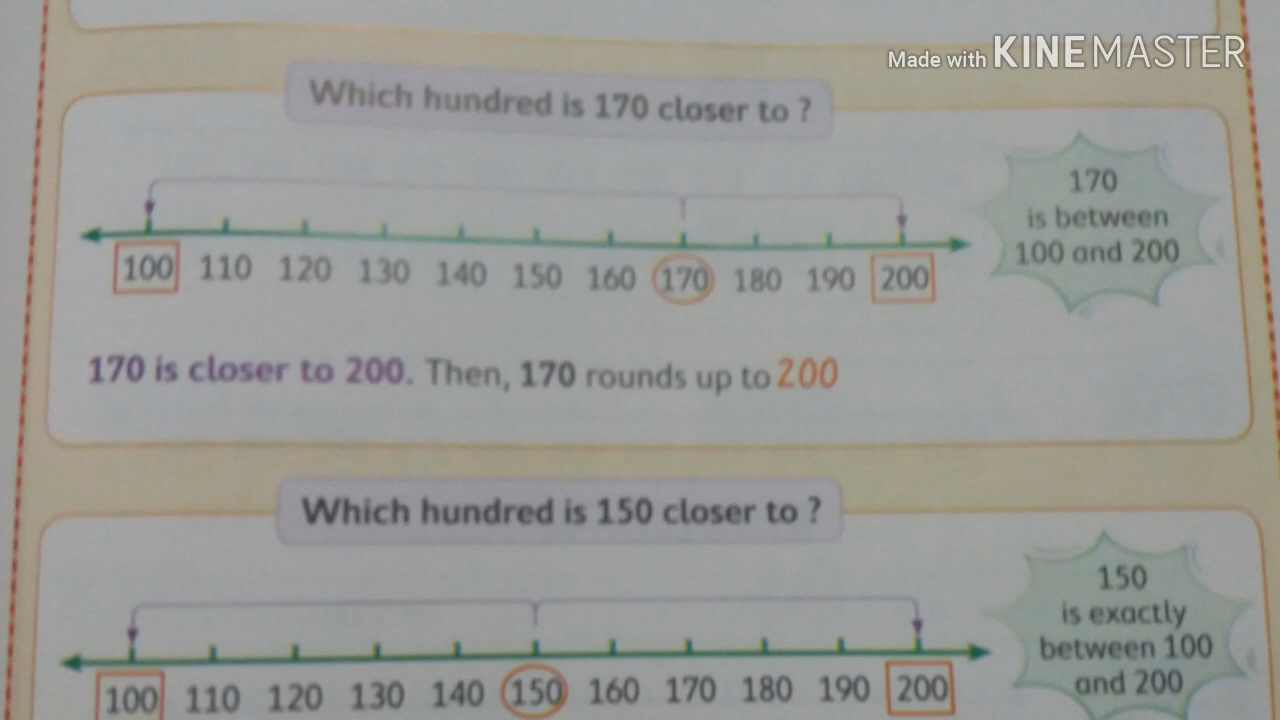 Made with KINEMASTER
Which hundred is 170 closer to ?
170
is between
100 and 200
100 110 120 130 140 150 160 170 180 190 200
170 is closer to 200. Then, 170 rounds up to 200
Which hundred is 150 closer to ?
150
is exactly
between 100
and 200
100 110 120 130 140 150 160 170 180 190 200